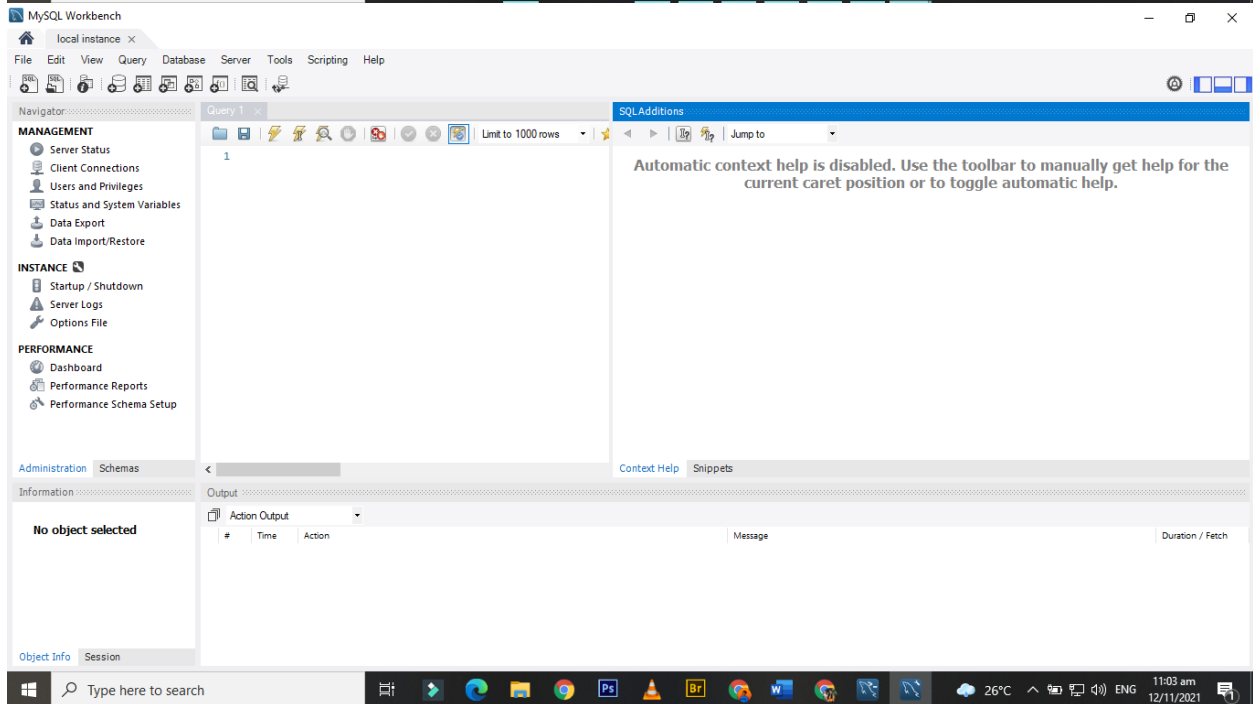 MySQL Workbench
local instance
File Edit View Query Database Server Tools Scripting Help
Navigator
MANAGEMENT
Server Status
Client Connections
Users and Privileges
Status and System Variables
Data Export
Data Import/Restore
INSTANCE
Startup / Shutdown
Server Logs
Options File
PERFORMANCE
Dashboard
Performance Reports
Performance Schema Setup
Administration Schemas
Query 1
Limit to 1000 rows
1
SQLAdditions
Jump to
Automatic context help is disabled. Use the toolbar to manually get help for the
current caret position or to toggle automatic help.
Context Help Snippets
Information
No object selected
Object Info Session
Output
Action Output
# Time Action Message Duration / Fetch
Type here to search
Ps
Br
W
26°C
ENG
11:03 am
12/11/2021
1